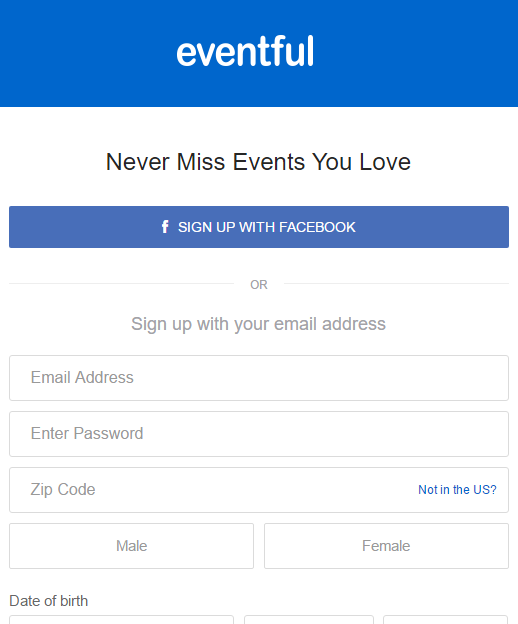 eventful
Never Miss Events You Love
f SIGN UP WITH FACEBOOK
OR
Sign up with your email address
Email Address
Enter Password
Zip Code Not in the US?
Male Female
Date of birth